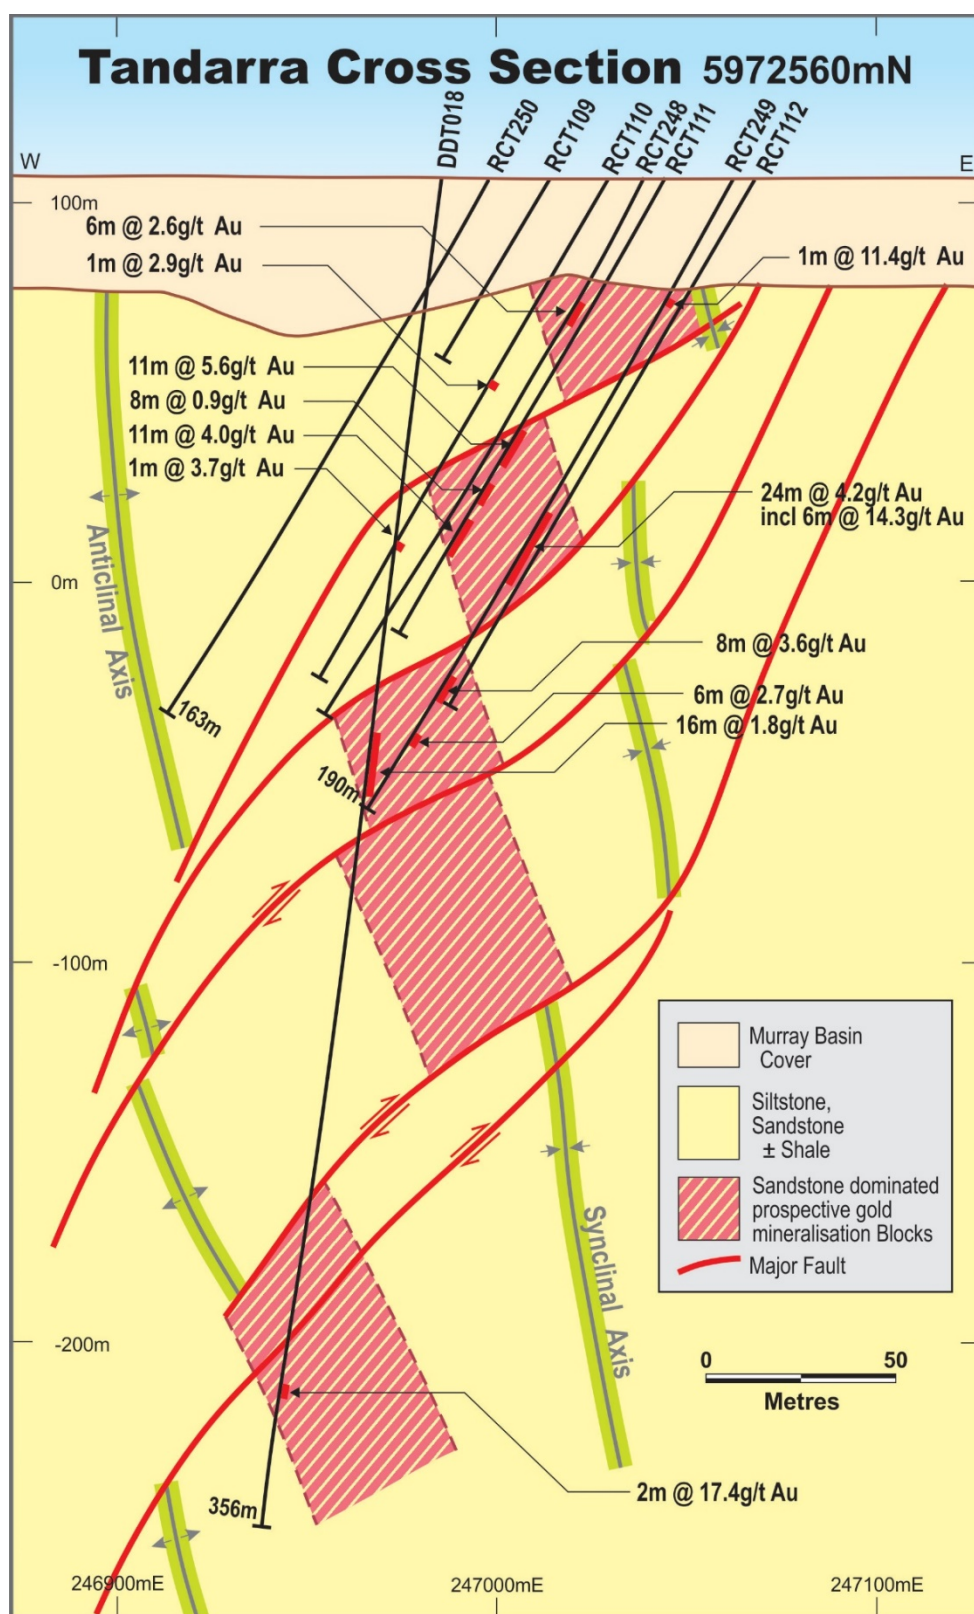 Tandarra Cross Section 5972560mN
DDT018
RCT250
RCT109
RCT110
RCT248
RCT111
RCT249
RCT112
W
E
100m
6m @ 2.6g/t Au
1m @ 2.9g/t Au
1m @ 11.4g/t Au
11m @ 5.6g/t Au
8m @ 0.9g/t Au
11m @ 4.0g/t Au
1m @ 3.7g/t Au
24m @ 4.2g/t Au
incl 6m @ 14.3g/t Au
Anticlinal Axis
0m
8m @ 3.6g/t Au
6m @ 2.7g/t Au
16m @ 1.8g/t Au
163m
190m
-100m
Murray Basin
Cover
Siltstone,
Sandstone
± Shale
Sandstone dominated
prospective gold
mineralisation Blocks
Major Fault
Synclinal Axis
-200m
0 50
Metres
2m @ 17.4g/t Au
356m
246900mE
247000mE
247100mE